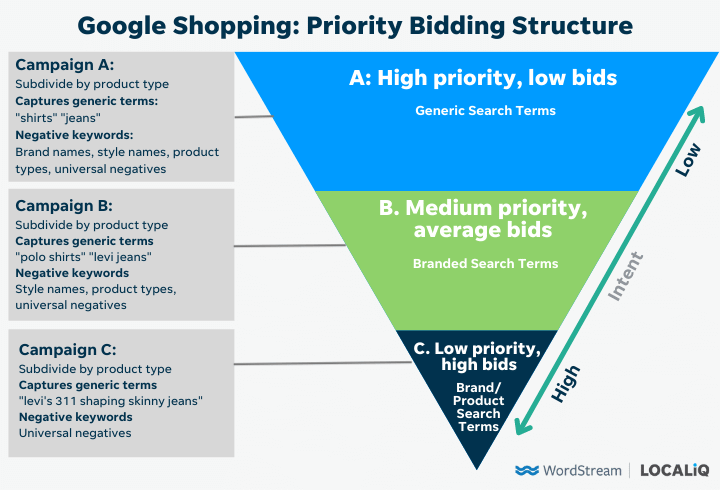 Google Shopping: Priority Bidding Structure
Campaign A:
Subdivide by product type
Captures generic terms:
"shirts" "jeans"
Negative keywords:
Brand names, style names, product
types, universal negatives
Campaign B:
Subdivide by product type
Captures generic terms
"polo shirts" "levi jeans"
Negative keywords
Style names, product types,
universal negatives
Campaign C:
Subdivide by product type
Captures generic terms
"levi's 311 shaping skinny jeans"
Negative keywords
Universal negatives
A: High priority, low bids
Generic Search Terms
B. Medium priority,
average bids
Branded Search Terms
C. Low priority,
high bids
Brand/
Product
Search
Terms
Low
Intent
High
WordStream
LOCALiQ